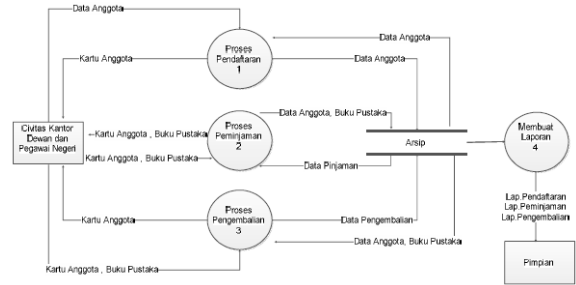 Data Anggota
Proses
Pendaftaran
1
Data Anggota
Kartu Anggota
Data Anggota
Civitas Kantor
Dewan dan
Pegawai Negeri
Kartu Anggota , Buku Pustaka
Kartu Anggota , Buku Pustaka
Proses
Peminjaman
2
Data Anggota, Buku Pustaka
Data Pinjaman
Arsip
Membuat
Laporan
4
Lap.Pendaftaran
Lap.Peminjaman
Lap.Pengembalian
Pimpian
Kartu Anggota
Proses
Pengembalian
3
Data Pengembalian
Data Anggota, Buku Pustaka
Kartu Anggota , Buku Pustaka